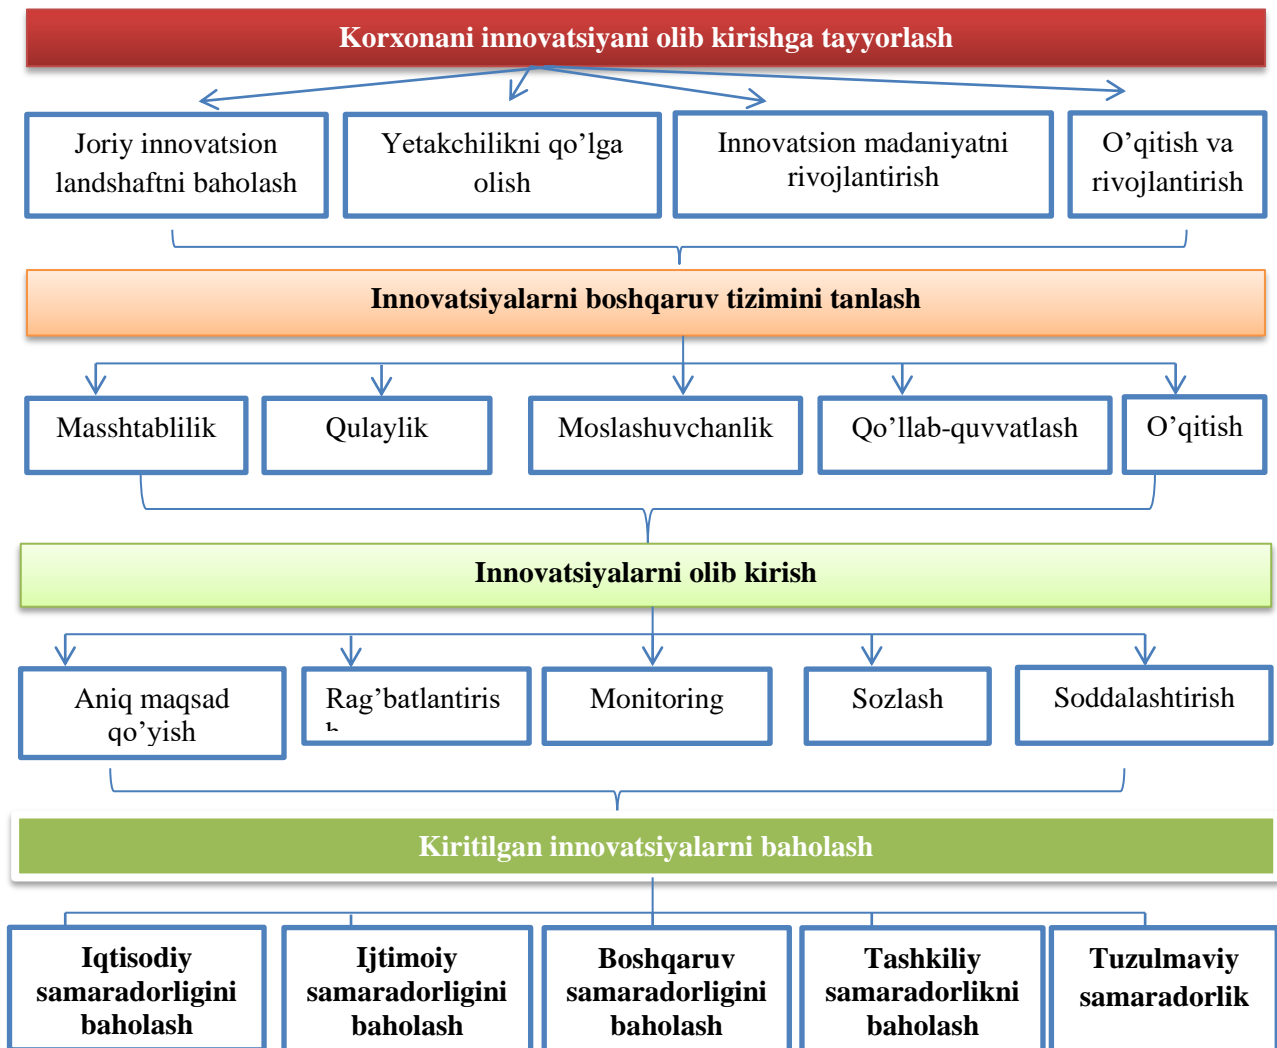 Korxonani innovatsiyani olib kirishga tayyorlash
Joriy innovatsion
landshaftni baholash
Yetakchilikni qo’lga
olish
Innovatsion madaniyatni
rivojlantirish
O’qitish va
rivojlantirish
Innovatsiyalarni boshqaruv tizimini tanlash
Masshtablilik
Qulaylik
Moslashuvchanlik
Qo’llab-quvvatlash
O’qitish
Innovatsiyalarni olib kirish
Aniq maqsad
qo’yish
Rag’batlantiris
h
Monitoring
Sozlash
Soddalashtirish
Kiritilgan innovatsiyalarni baholash
Iqtisodiy
samaradorligini
baholash
Ijtimoiy
samaradorligini
baholash
Boshqaruv
samaradorligini
baholash
Tashkiliy
samaradorlikni
baholash
Tuzulmaviy
samaradorlik